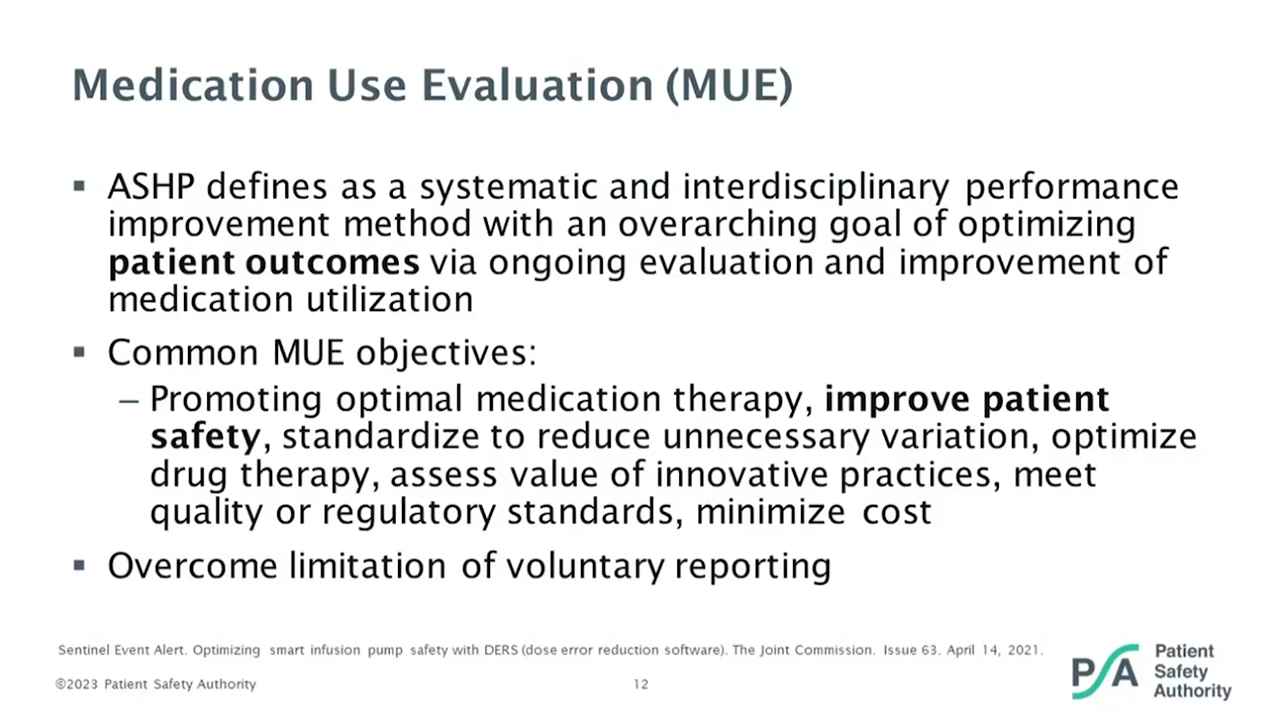 Medication Use Evaluation (MUE)
▪ ASHP defines as a systematic and interdisciplinary performance
improvement method with an overarching goal of optimizing
patient outcomes via ongoing evaluation and improvement of
medication utilization
▪ Common MUE objectives:
– Promoting optimal medication therapy, improve patient
safety, standardize to reduce unnecessary variation, optimize
drug therapy, assess value of innovative practices, meet
quality or regulatory standards, minimize cost
▪ Overcome limitation of voluntary reporting
Sentinel Event Alert. Optimizing smart infusion pump safety with DERS (dose error reduction software). The Joint Commission. Issue 63. April 14, 2021.
©2023 Patient Safety Authority
12
PSA
Patient
Safety
Authority